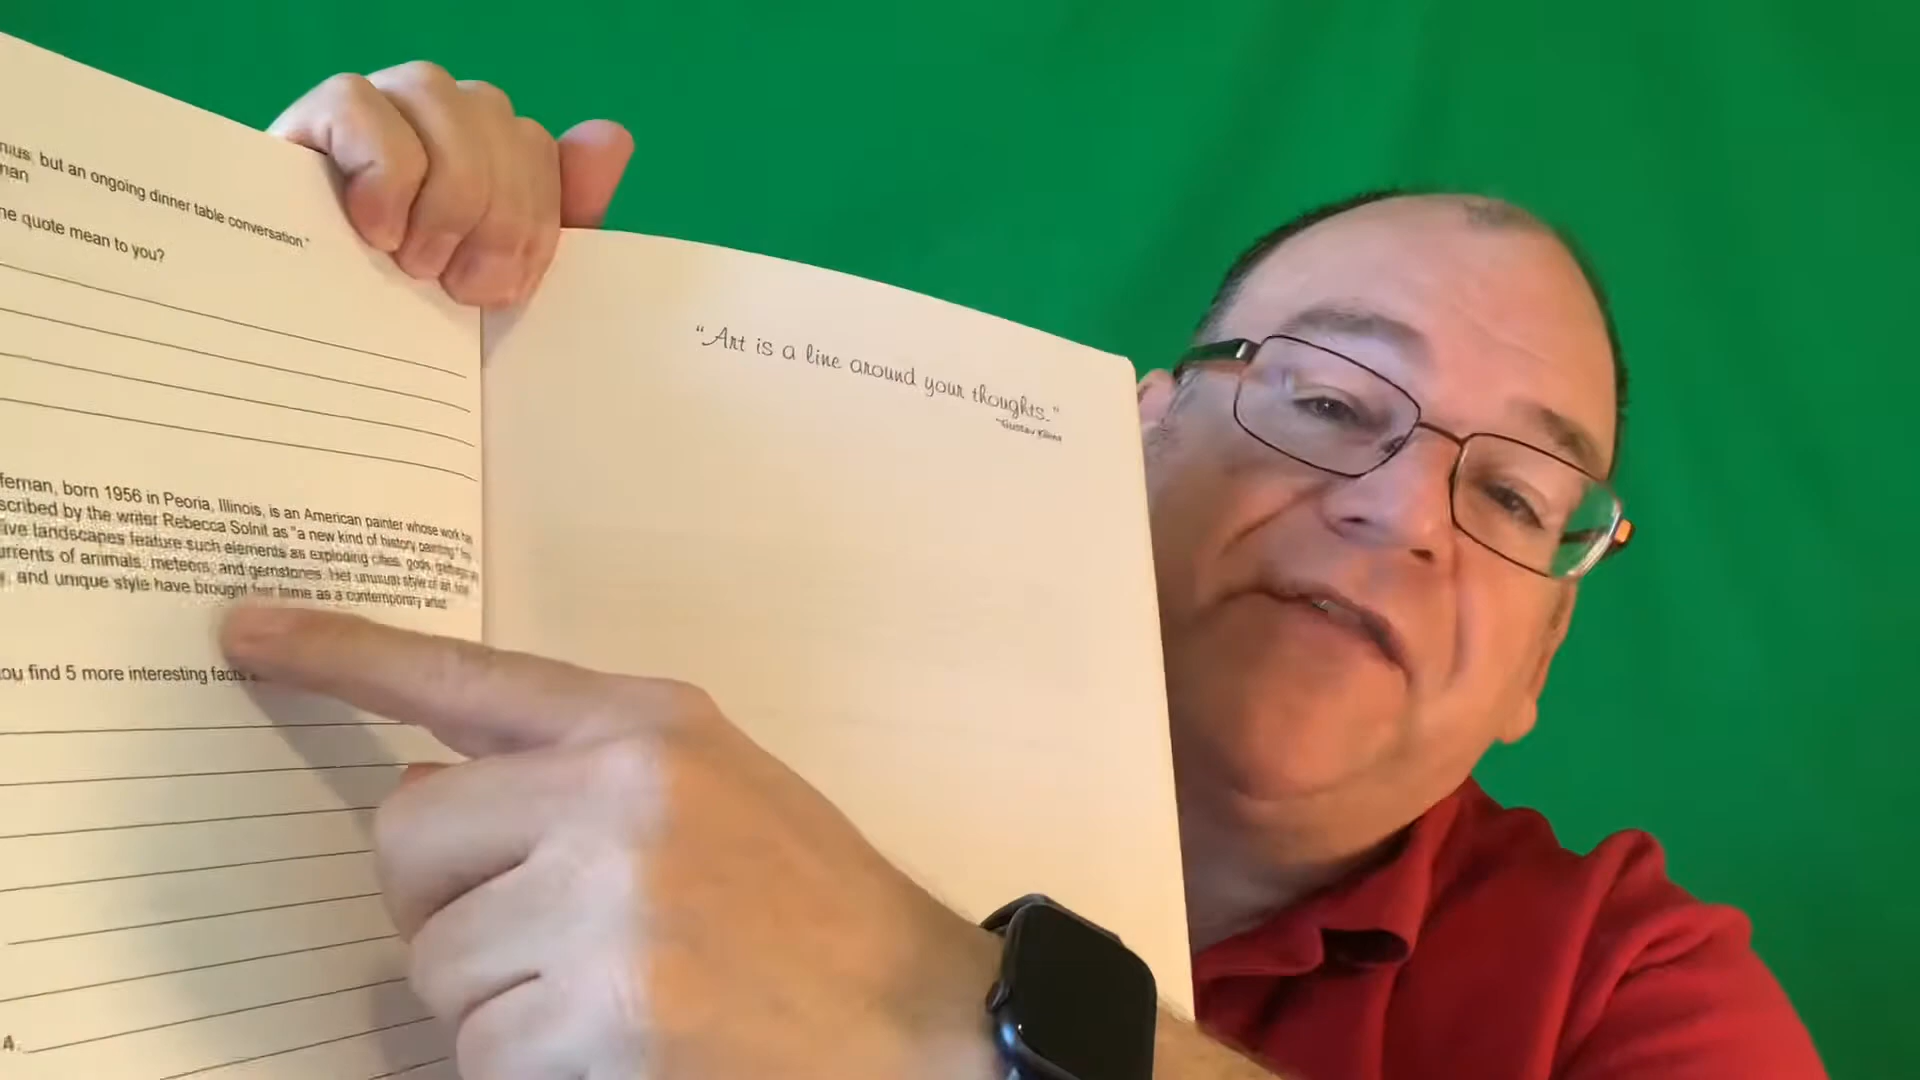 nius, but an ongoing dinner table conversation."
man
he quote mean to you?
fernan, born 1956 in Peoria, Illinois, is an American painter whose work has
scribed by the writer Rebecca Solnit as "a new kind of history painting"
ive landscapes feature such elements as exploding cities, gods,
urrents of animals, meteors, and gemstones. Her unusual style of art,
, and unique style have brought her fame as a contemporary artist.
ou find 5 more interesting facts
A.
"Art is a line around your thoughts."
~Gustav Klimt